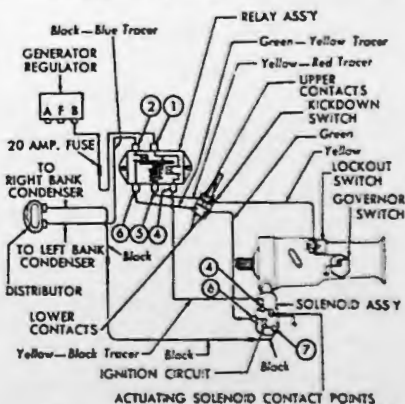 Black—Blue Tracer
RELAY ASS'Y
Green—Yellow Tracer
GENERATOR
REGULATOR
Yellow—Red Tracer
UPPER
CONTACTS
A F B
2 1
KICKDOWN
SWITCH
Green
20 AMP. FUSE
Yellow
TO
RIGHT BANK
CONDENSER
LOCKOUT
SWITCH
GOVERNOR
SWITCH
6 5 4
TO LEFT BANK
CONDENSER
Black
DISTRIBUTOR
4
SOLENOID ASS'Y
6
LOWER
CONTACTS
Yellow—Black Tracer
Black
Black
7
IGNITION CIRCUIT
ACTUATING SOLENOID CONTACT POINTS